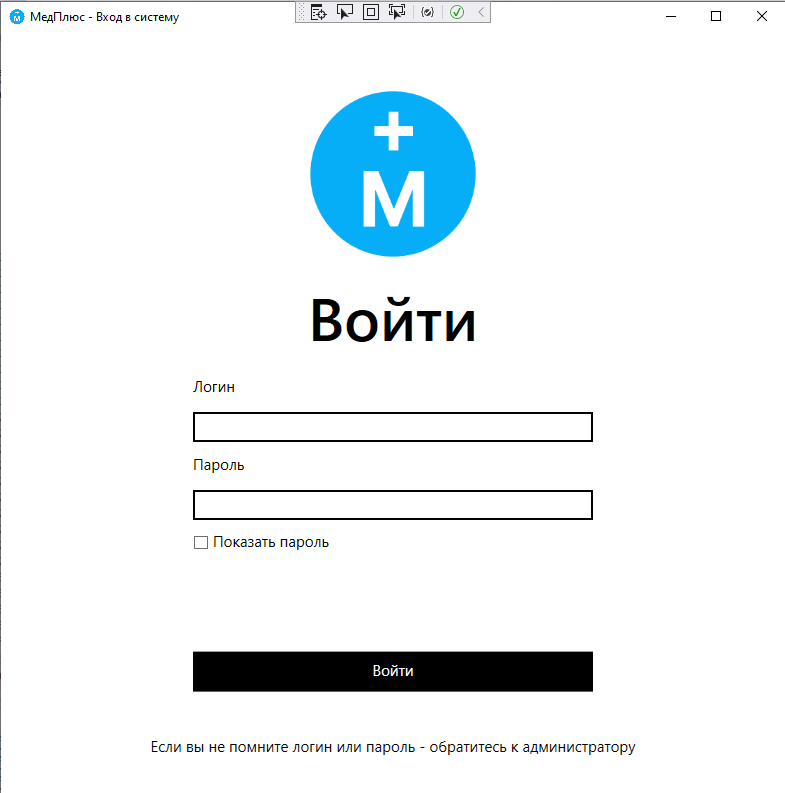 МедПлюс - Вход в систему
+
М
Войти
Логин
Пароль
Показать пароль
Войти
Если вы не помните логин или пароль - обратитесь к администратору